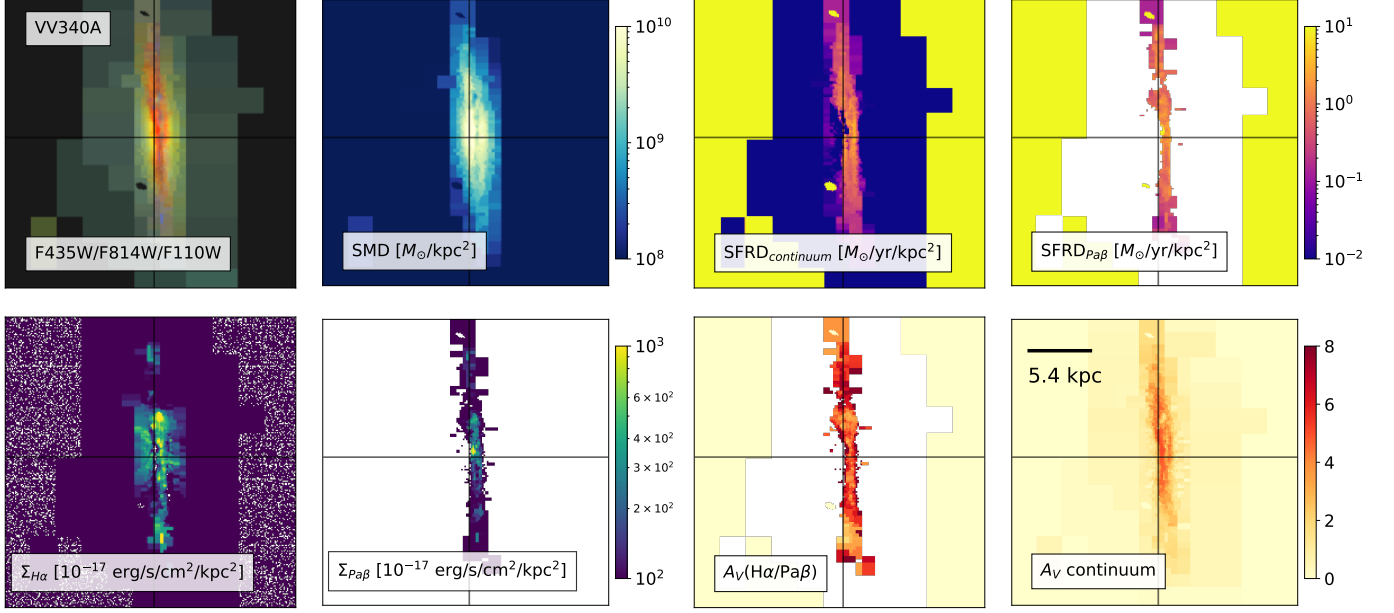 VV340A
F435W/F814W/F110W
SMD [M⊙/kpc²]
10¹⁰
10⁹
10⁸
SFRD_continuum [M⊙/yr/kpc²]
SFRD_Paβ [M⊙/yr/kpc²]
10¹
10⁰
10⁻¹
10⁻²
Σ_Hα [10⁻¹⁷ erg/s/cm²/kpc²]
Σ_Paβ [10⁻¹⁷ erg/s/cm²/kpc²]
10³
6 × 10²
4 × 10²
3 × 10²
2 × 10²
10²
A_V(Hα/Paβ)
5.4 kpc
A_V continuum
8
6
4
2
0